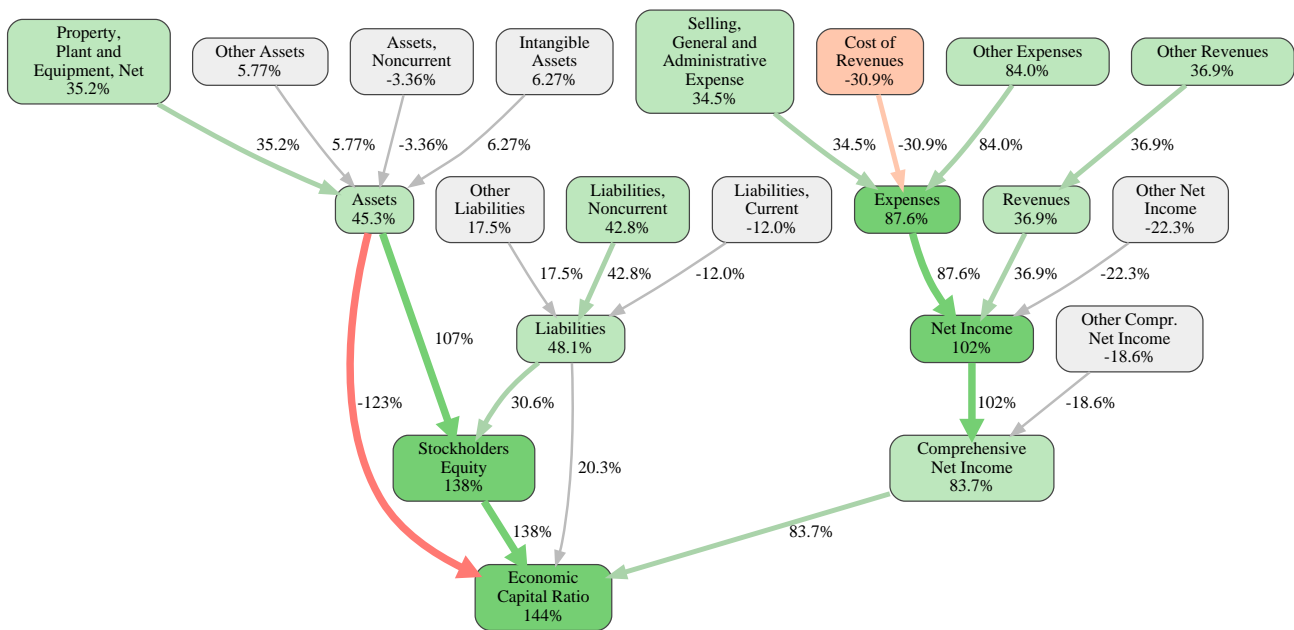 Property,
Plant and
Equipment, Net
35.2%
Other Assets
5.77%
Assets,
Noncurrent
-3.36%
Intangible
Assets
6.27%
Selling,
General and
Administrative
Expense
34.5%
Cost of
Revenues
-30.9%
Other Expenses
84.0%
Other Revenues
36.9%
35.2%
5.77%
-3.36%
6.27%
34.5%
-30.9%
84.0%
36.9%
Assets
45.3%
Other
Liabilities
17.5%
Liabilities,
Noncurrent
42.8%
Liabilities,
Current
-12.0%
Expenses
87.6%
Revenues
36.9%
Other Net
Income
-22.3%
17.5%
42.8%
-12.0%
87.6%
36.9%
-22.3%
107%
Liabilities
48.1%
Net Income
102%
Other Compr.
Net Income
-18.6%
-123%
30.6%
102%
-18.6%
Stockholders
Equity
138%
20.3%
Comprehensive
Net Income
83.7%
138%
83.7%
Economic
Capital Ratio
144%